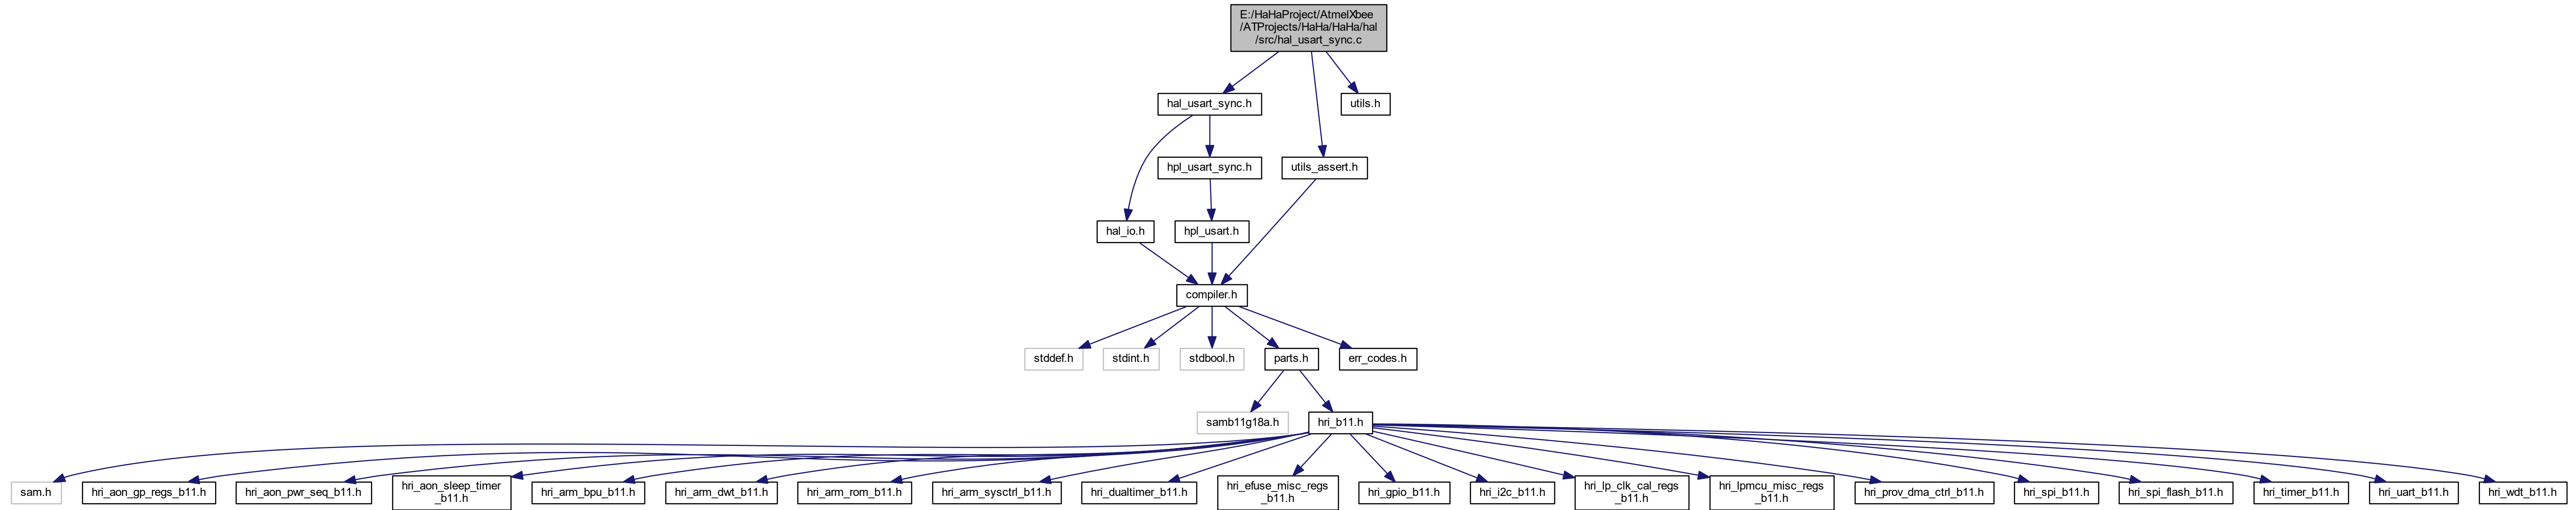 E:/HaHaProject/AtmelXbee
/ATProjects/HaHa/HaHa/hal
/src/hal_usart_sync.c
hal_usart_sync.h
utils.h
hpl_usart_sync.h
utils_assert.h
hal_io.h
hpl_usart.h
compiler.h
stddef.h
stdint.h
stdbool.h
parts.h
err_codes.h
samb11g18a.h
hri_b11.h
sam.h
hri_aon_gp_regs_b11.h
hri_aon_pwr_seq_b11.h
hri_aon_sleep_timer
_b11.h
hri_arm_bpu_b11.h
hri_arm_dwt_b11.h
hri_arm_rom_b11.h
hri_arm_sysctrl_b11.h
hri_dualtimer_b11.h
hri_efuse_misc_regs
_b11.h
hri_gpio_b11.h
hri_i2c_b11.h
hri_lp_clk_cal_regs
_b11.h
hri_lpmcu_misc_regs
_b11.h
hri_prov_dma_ctrl_b11.h
hri_spi_b11.h
hri_spi_flash_b11.h
hri_timer_b11.h
hri_uart_b11.h
hri_wdt_b11.h